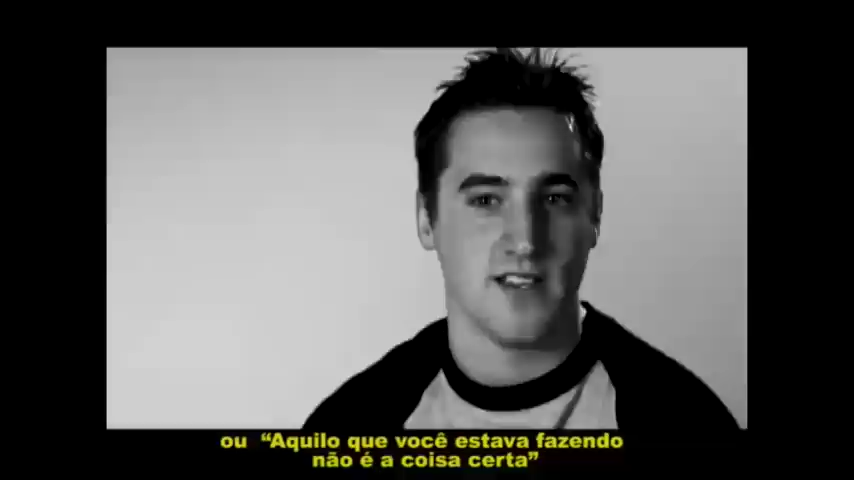 ou “Aquilo que você estava fazendo
não é a coisa certa”